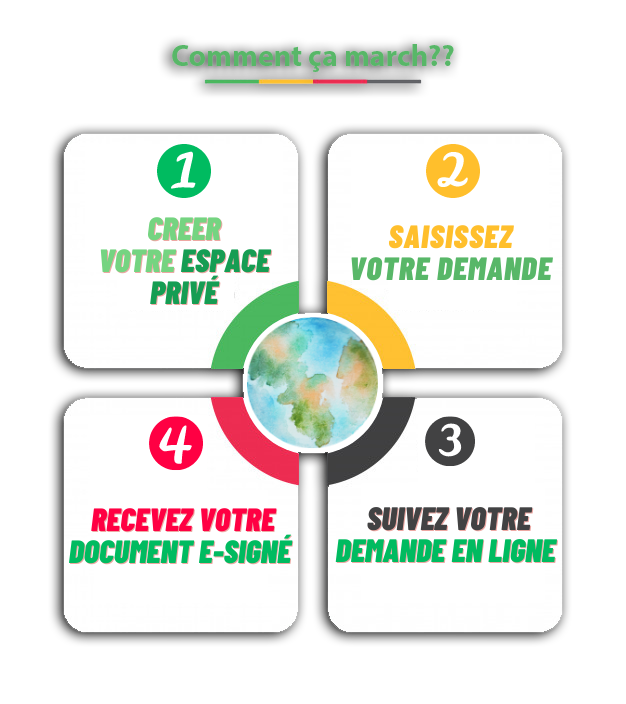 Comment ça march??
1
CREER
VOTRE ESPACE
PRIVÉ
2
SAISISSEZ
VOTRE DEMANDE
3
SUIVEZ VOTRE
DEMANDE EN LIGNE
4
RECEVEZ VOTRE
DOCUMENT E-SIGNÉ